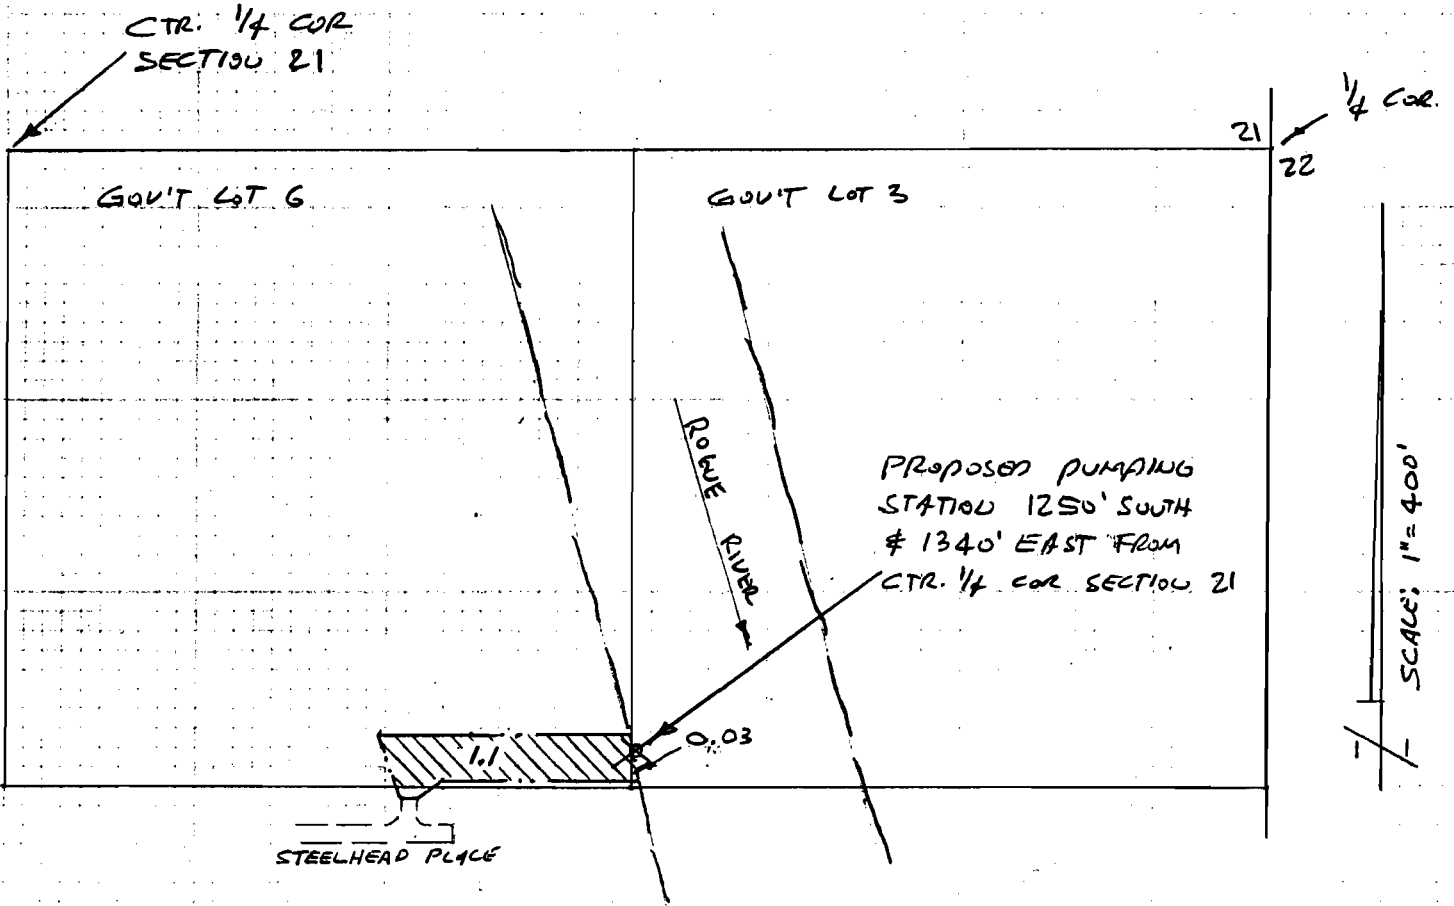 CTR. 1/4 COR
SECTION 21
1/4 COR.
21
22
GOV'T LOT 6
GOV'T LOT 3
ROGUE RIVER
PROPOSED PUMPING
STATION 1250' SOUTH
& 1340' EAST FROM
CTR. 1/4 COR SECTION 21
SCALE: 1"=400'
1.1
0.03
STEELHEAD PLACE